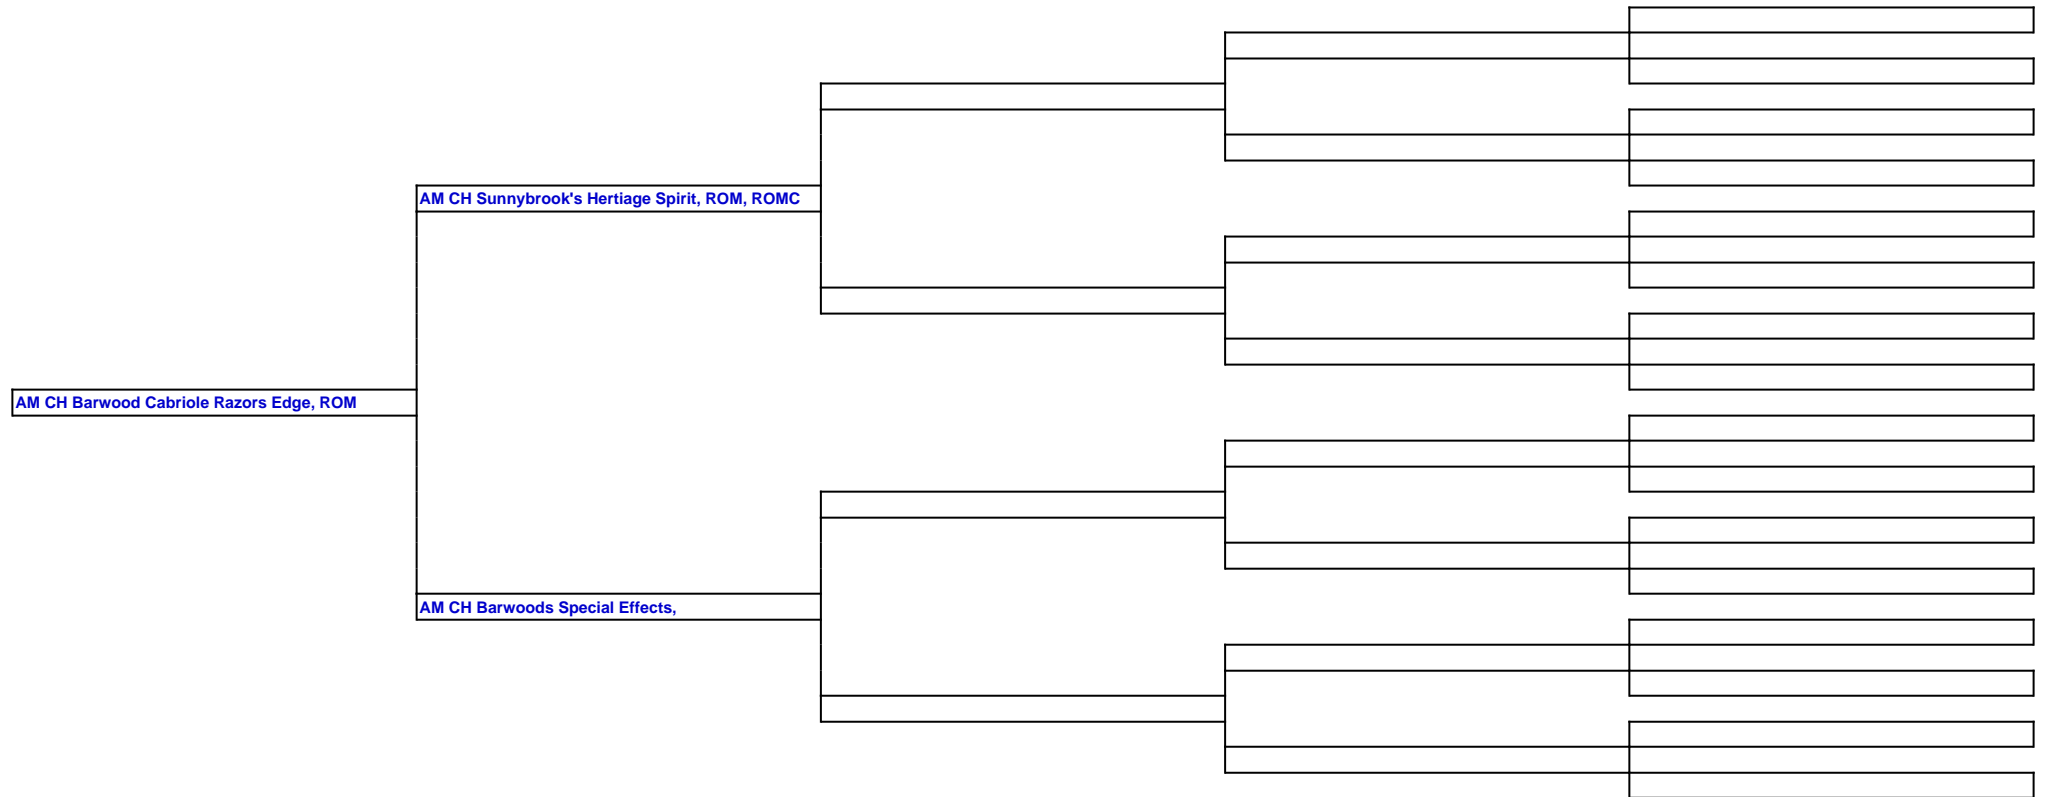 AM CH Sunnybrook's Hertiage Spirit, ROM, ROMC
AM CH Barwood Cabriole Razors Edge, ROM
AM CH Barwoods Special Effects,